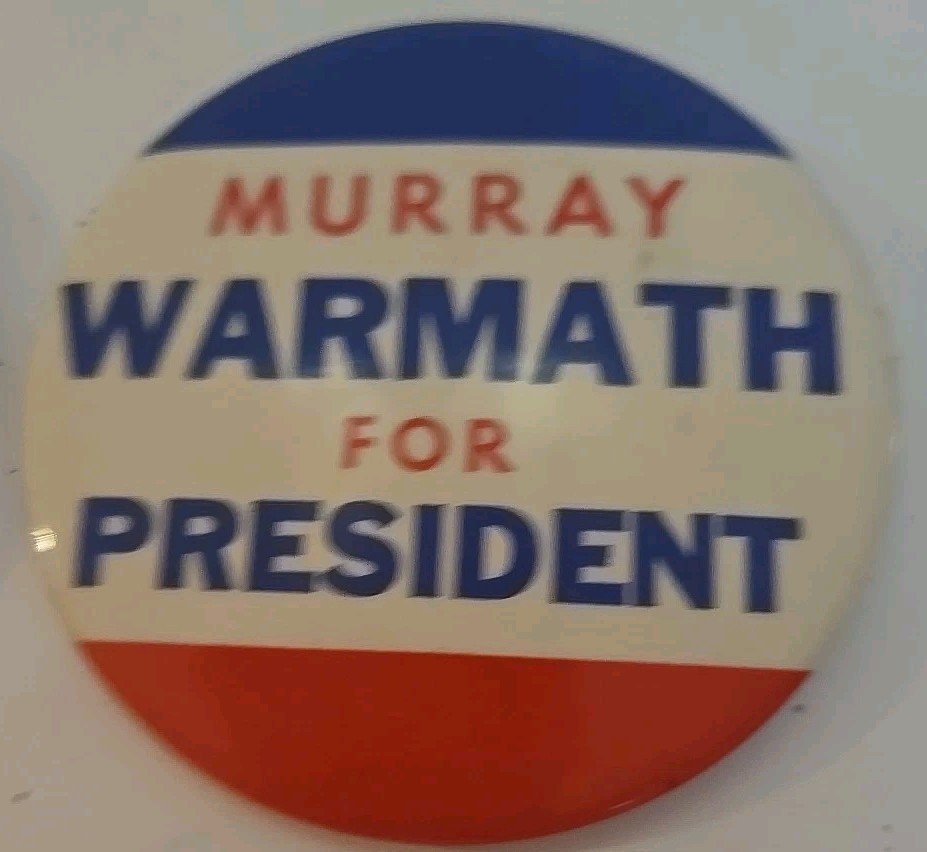 MURRAY
WARMATH
FOR
PRESIDENT